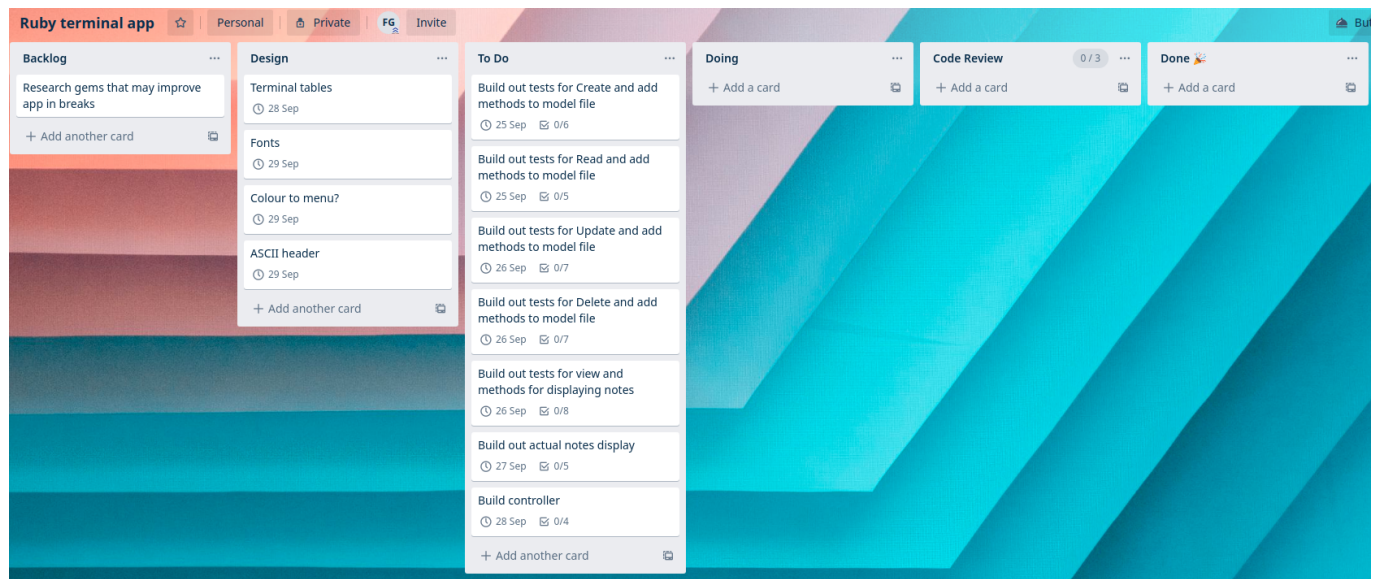 Ruby terminal app
Personal
Private
FG
Invite
But
Backlog
Research gems that may improve
app in breaks
+ Add another card
Design
Terminal tables
28 Sep
Fonts
29 Sep
Colour to menu?
29 Sep
ASCII header
29 Sep
+ Add another card
To Do
Build out tests for Create and add
methods to model file
25 Sep 0/6
Build out tests for Read and add
methods to model file
25 Sep 0/5
Build out tests for Update and add
methods to model file
26 Sep 0/7
Build out tests for Delete and add
methods to model file
26 Sep 0/7
Build out tests for view and
methods for displaying notes
26 Sep 0/8
Build out actual notes display
27 Sep 0/5
Build controller
28 Sep 0/4
+ Add another card
Doing
+ Add a card
Code Review 0 / 3
+ Add a card
Done 🎉
+ Add a card